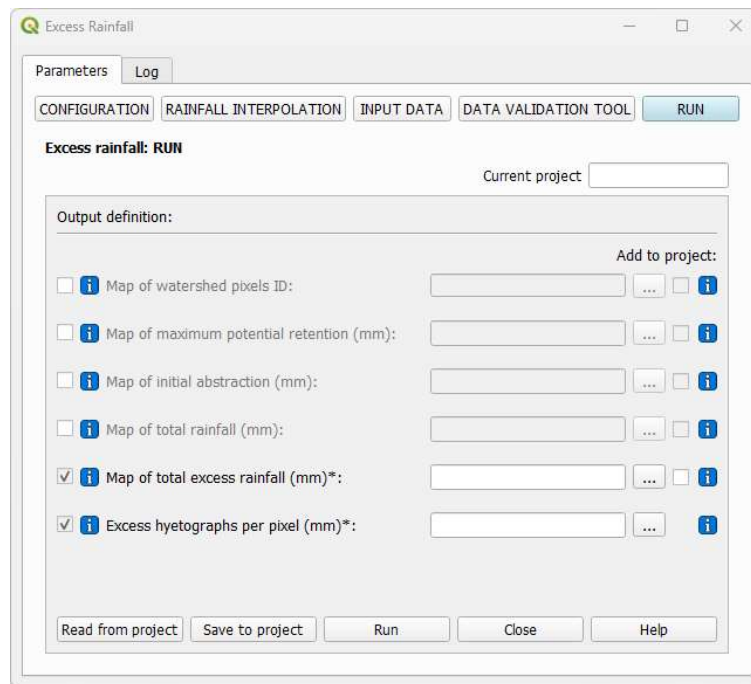 Excess Rainfall
Parameters Log
CONFIGURATION RAINFALL INTERPOLATION INPUT DATA DATA VALIDATION TOOL RUN
Excess rainfall: RUN
Current project
Output definition:
Add to project:
i Map of watershed pixels ID: ... i
i Map of maximum potential retention (mm): ... i
i Map of initial abstraction (mm): ... i
i Map of total rainfall (mm): ... i
i Map of total excess rainfall (mm)*: ... i
i Excess hyetographs per pixel (mm)*: ... i
Read from project Save to project Run Close Help